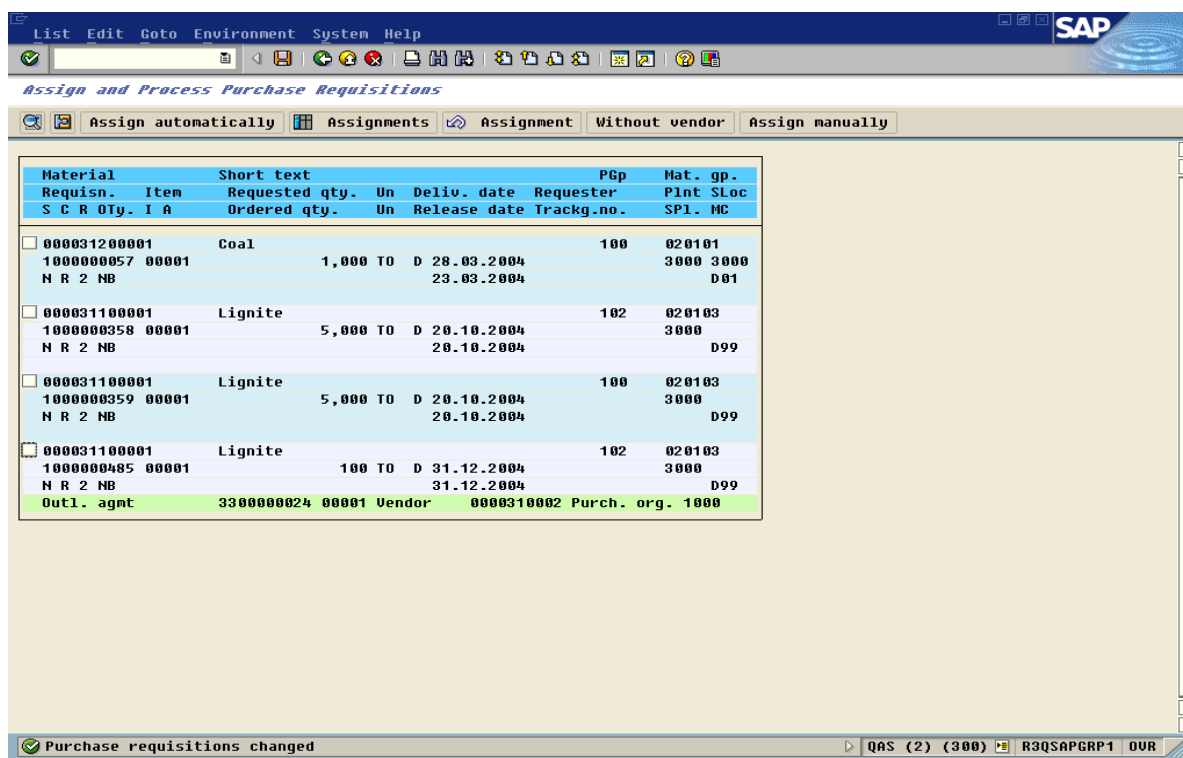 List Edit Goto Environment System Help
SAP
Assign and Process Purchase Requisitions
Assign automatically Assignments Assignment Without vendor Assign manually
Material Short text PGp Mat. gp.
Requisn. Item Requested qty. Un Deliv. date Requester Plnt SLoc
S C R OTy. I A Ordered qty. Un Release date Trackg.no. SPl. MC
000031200001 Coal 100 020101
1000000057 00001 1,000 TO D 28.03.2004 3000 3000
N R 2 NB 23.03.2004 D01
000031100001 Lignite 102 020103
1000000358 00001 5,000 TO D 20.10.2004 3000
N R 2 NB 20.10.2004 D99
000031100001 Lignite 100 020103
1000000359 00001 5,000 TO D 20.10.2004 3000
N R 2 NB 20.10.2004 D99
000031100001 Lignite 102 020103
1000000485 00001 100 TO D 31.12.2004 3000
N R 2 NB 31.12.2004 D99
Outl. agmt 3300000024 00001 Vendor 0000310002 Purch. org. 1000
Purchase requisitions changed QAS (2) (300) R3QSAPGRP1 OVR